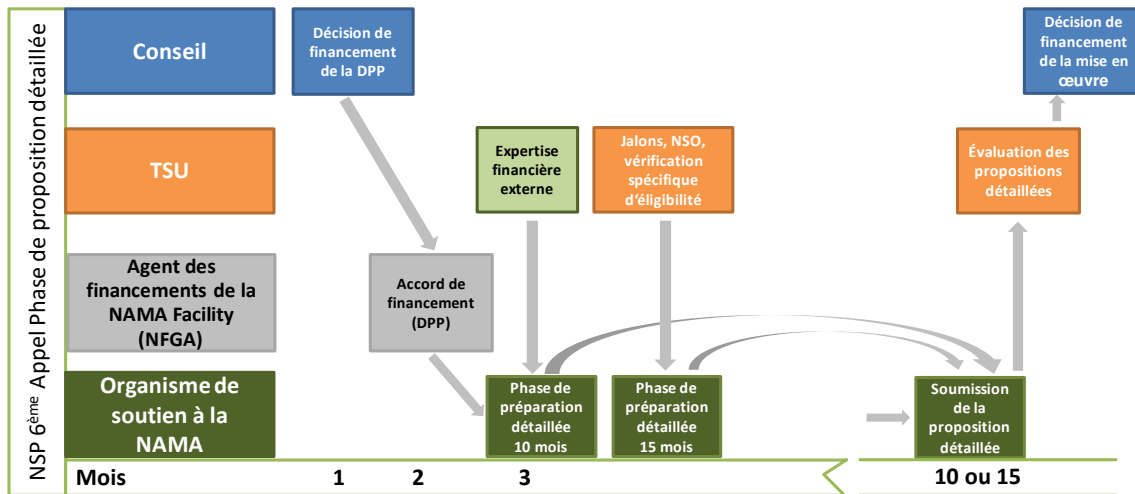 NSP 6ème Appel Phase de proposition détaillée
Conseil
Décision de
financement
de la DPP
Décision de
financement
de la mise en
œuvre
TSU
Expertise
financière
externe
Jalons, NSO,
vérification
spécifique
d'éligibilité
Évaluation des
propositions
détaillées
Agent des
financements de la
NAMA Facility
(NFGA)
Accord de
financement
(DPP)
Organisme de
soutien à la
NAMA
Phase de
préparation
détaillée
10 mois
Phase de
préparation
détaillée
15 mois
Soumission
de la
proposition
détaillée
Mois 1 2 3 10 ou 15